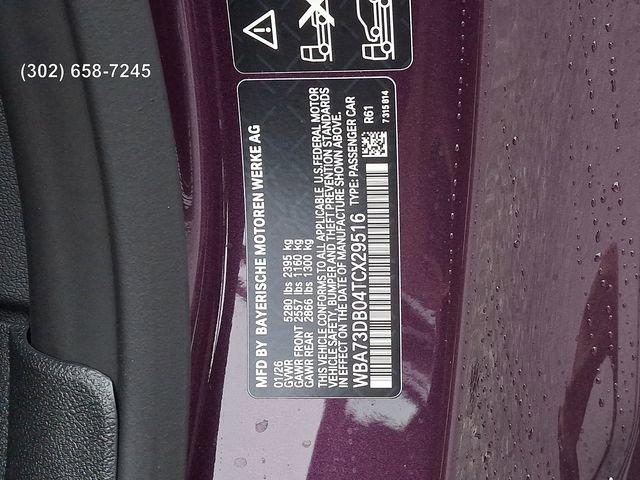 (302) 658-7245
MFD BY BAYERISCHE MOTOREN WERKE AG
01/26
GVWR 5280 lbs 2395 kg
GAWR FRONT 2557 lbs 1160 kg
GAWR REAR 2866 lbs 1300 kg
THIS VEHICLE CONFORMS TO ALL APPLICABLE U.S.FEDERAL MOTOR
VEHICLE SAFETY, BUMPER AND THEFT PREVENTION STANDARDS
IN EFFECT ON THE DATE OF MANUFACTURE SHOWN ABOVE.
WBA73DB04TCX29516 TYPE: PASSENGER CAR
R61
7315814